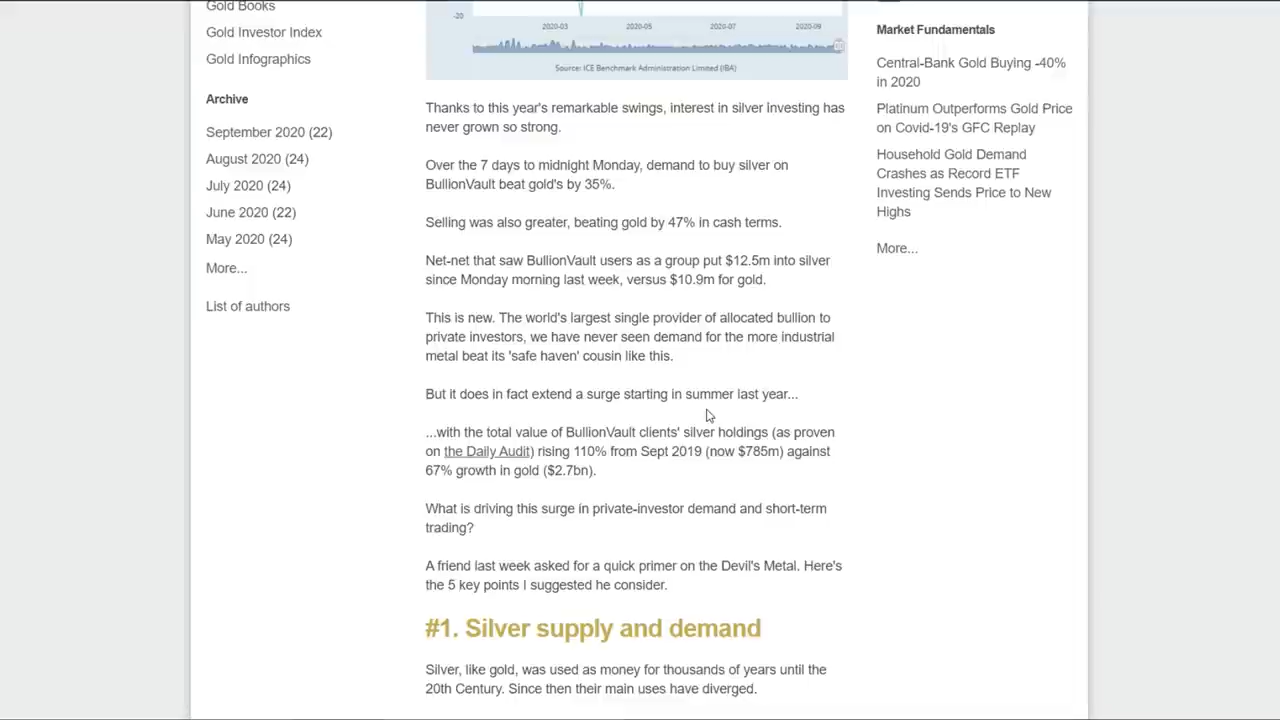 Gold Books
Gold Investor Index
Gold Infographics
Archive
September 2020 (22)
August 2020 (24)
July 2020 (24)
June 2020 (22)
May 2020 (24)
More...
List of authors
-20
2020-03 2020-05 2020-07 2020-09
Source: ICE Benchmark Administration Limited (IBA)
Thanks to this year's remarkable swings, interest in silver investing has
never grown so strong.
Over the 7 days to midnight Monday, demand to buy silver on
BullionVault beat gold's by 35%.
Selling was also greater, beating gold by 47% in cash terms.
Net-net that saw BullionVault users as a group put $12.5m into silver
since Monday morning last week, versus $10.9m for gold.
This is new. The world's largest single provider of allocated bullion to
private investors, we have never seen demand for the more industrial
metal beat its 'safe haven' cousin like this.
But it does in fact extend a surge starting in summer last year...
...with the total value of BullionVault clients' silver holdings (as proven
on the Daily Audit) rising 110% from Sept 2019 (now $785m) against
67% growth in gold ($2.7bn).
What is driving this surge in private-investor demand and short-term
trading?
A friend last week asked for a quick primer on the Devil's Metal. Here's
the 5 key points I suggested he consider.
#1. Silver supply and demand
Silver, like gold, was used as money for thousands of years until the
20th Century. Since then their main uses have diverged.
Market Fundamentals
Central-Bank Gold Buying -40%
in 2020
Platinum Outperforms Gold Price
on Covid-19's GFC Replay
Household Gold Demand
Crashes as Record ETF
Investing Sends Price to New
Highs
More...